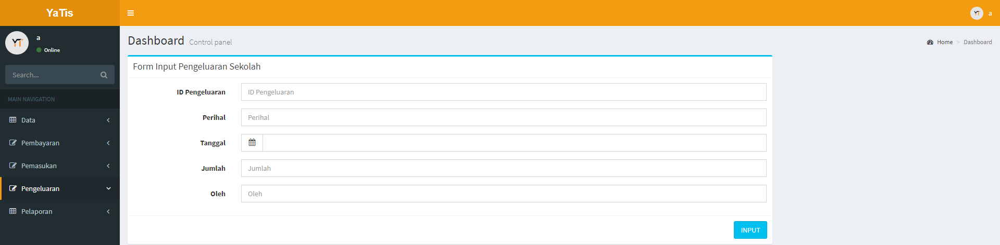 YaTis
a
YT
a
Online
Dashboard Control panel
Home > Dashboard
Search...
MAIN NAVIGATION
Data
Pembayaran
Pemasukan
Pengeluaran
Pelaporan
Form Input Pengeluaran Sekolah
ID Pengeluaran ID Pengeluaran
Perihal Perihal
Tanggal
Jumlah Jumlah
Oleh Oleh
INPUT